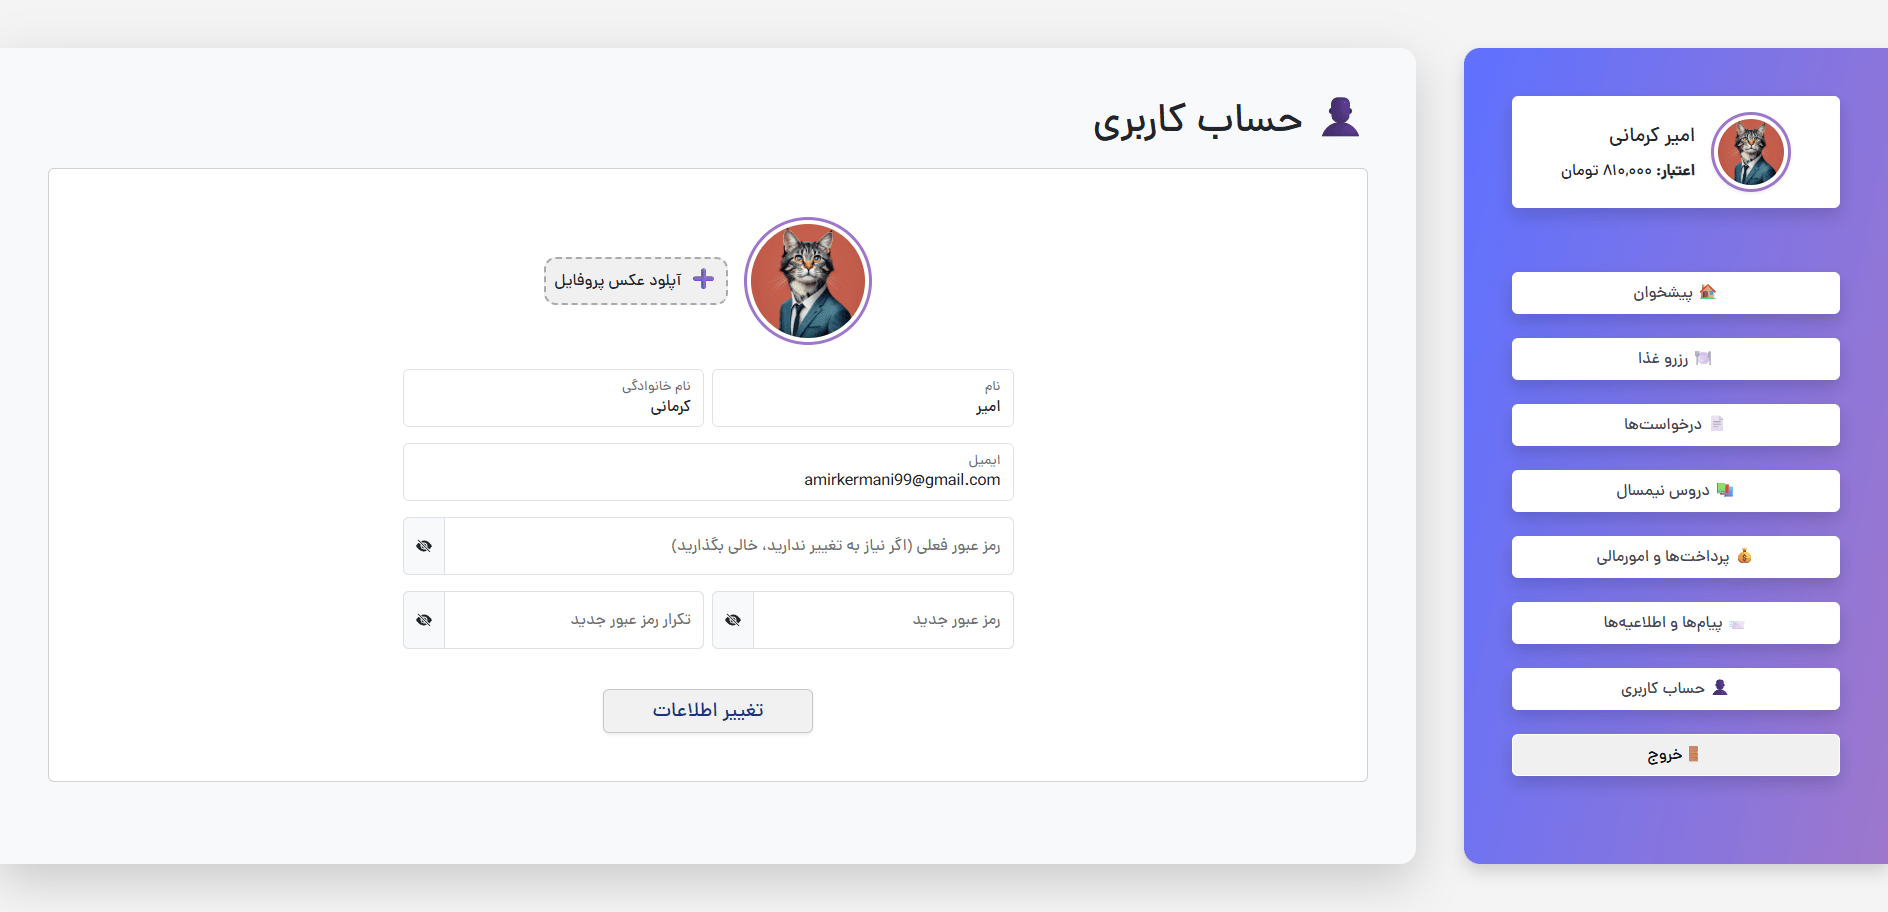 امیر کرمانی
اعتبار: ۸۱۰,۰۰۰ تومان
پیشخوان
رزرو غذا
درخواست‌ها
دروس نیمسال
پرداخت‌ها و امورمالی
پیام‌ها و اطلاعیه‌ها
حساب کاربری
خروج
حساب کاربری
آپلود عکس پروفایل
نام
امیر
نام خانوادگی
کرمانی
ایمیل
amirkermani99@gmail.com
رمز عبور فعلی (اگر نیاز به تغییر ندارید، خالی بگذارید)
رمز عبور جدید
تکرار رمز عبور جدید
تغییر اطلاعات